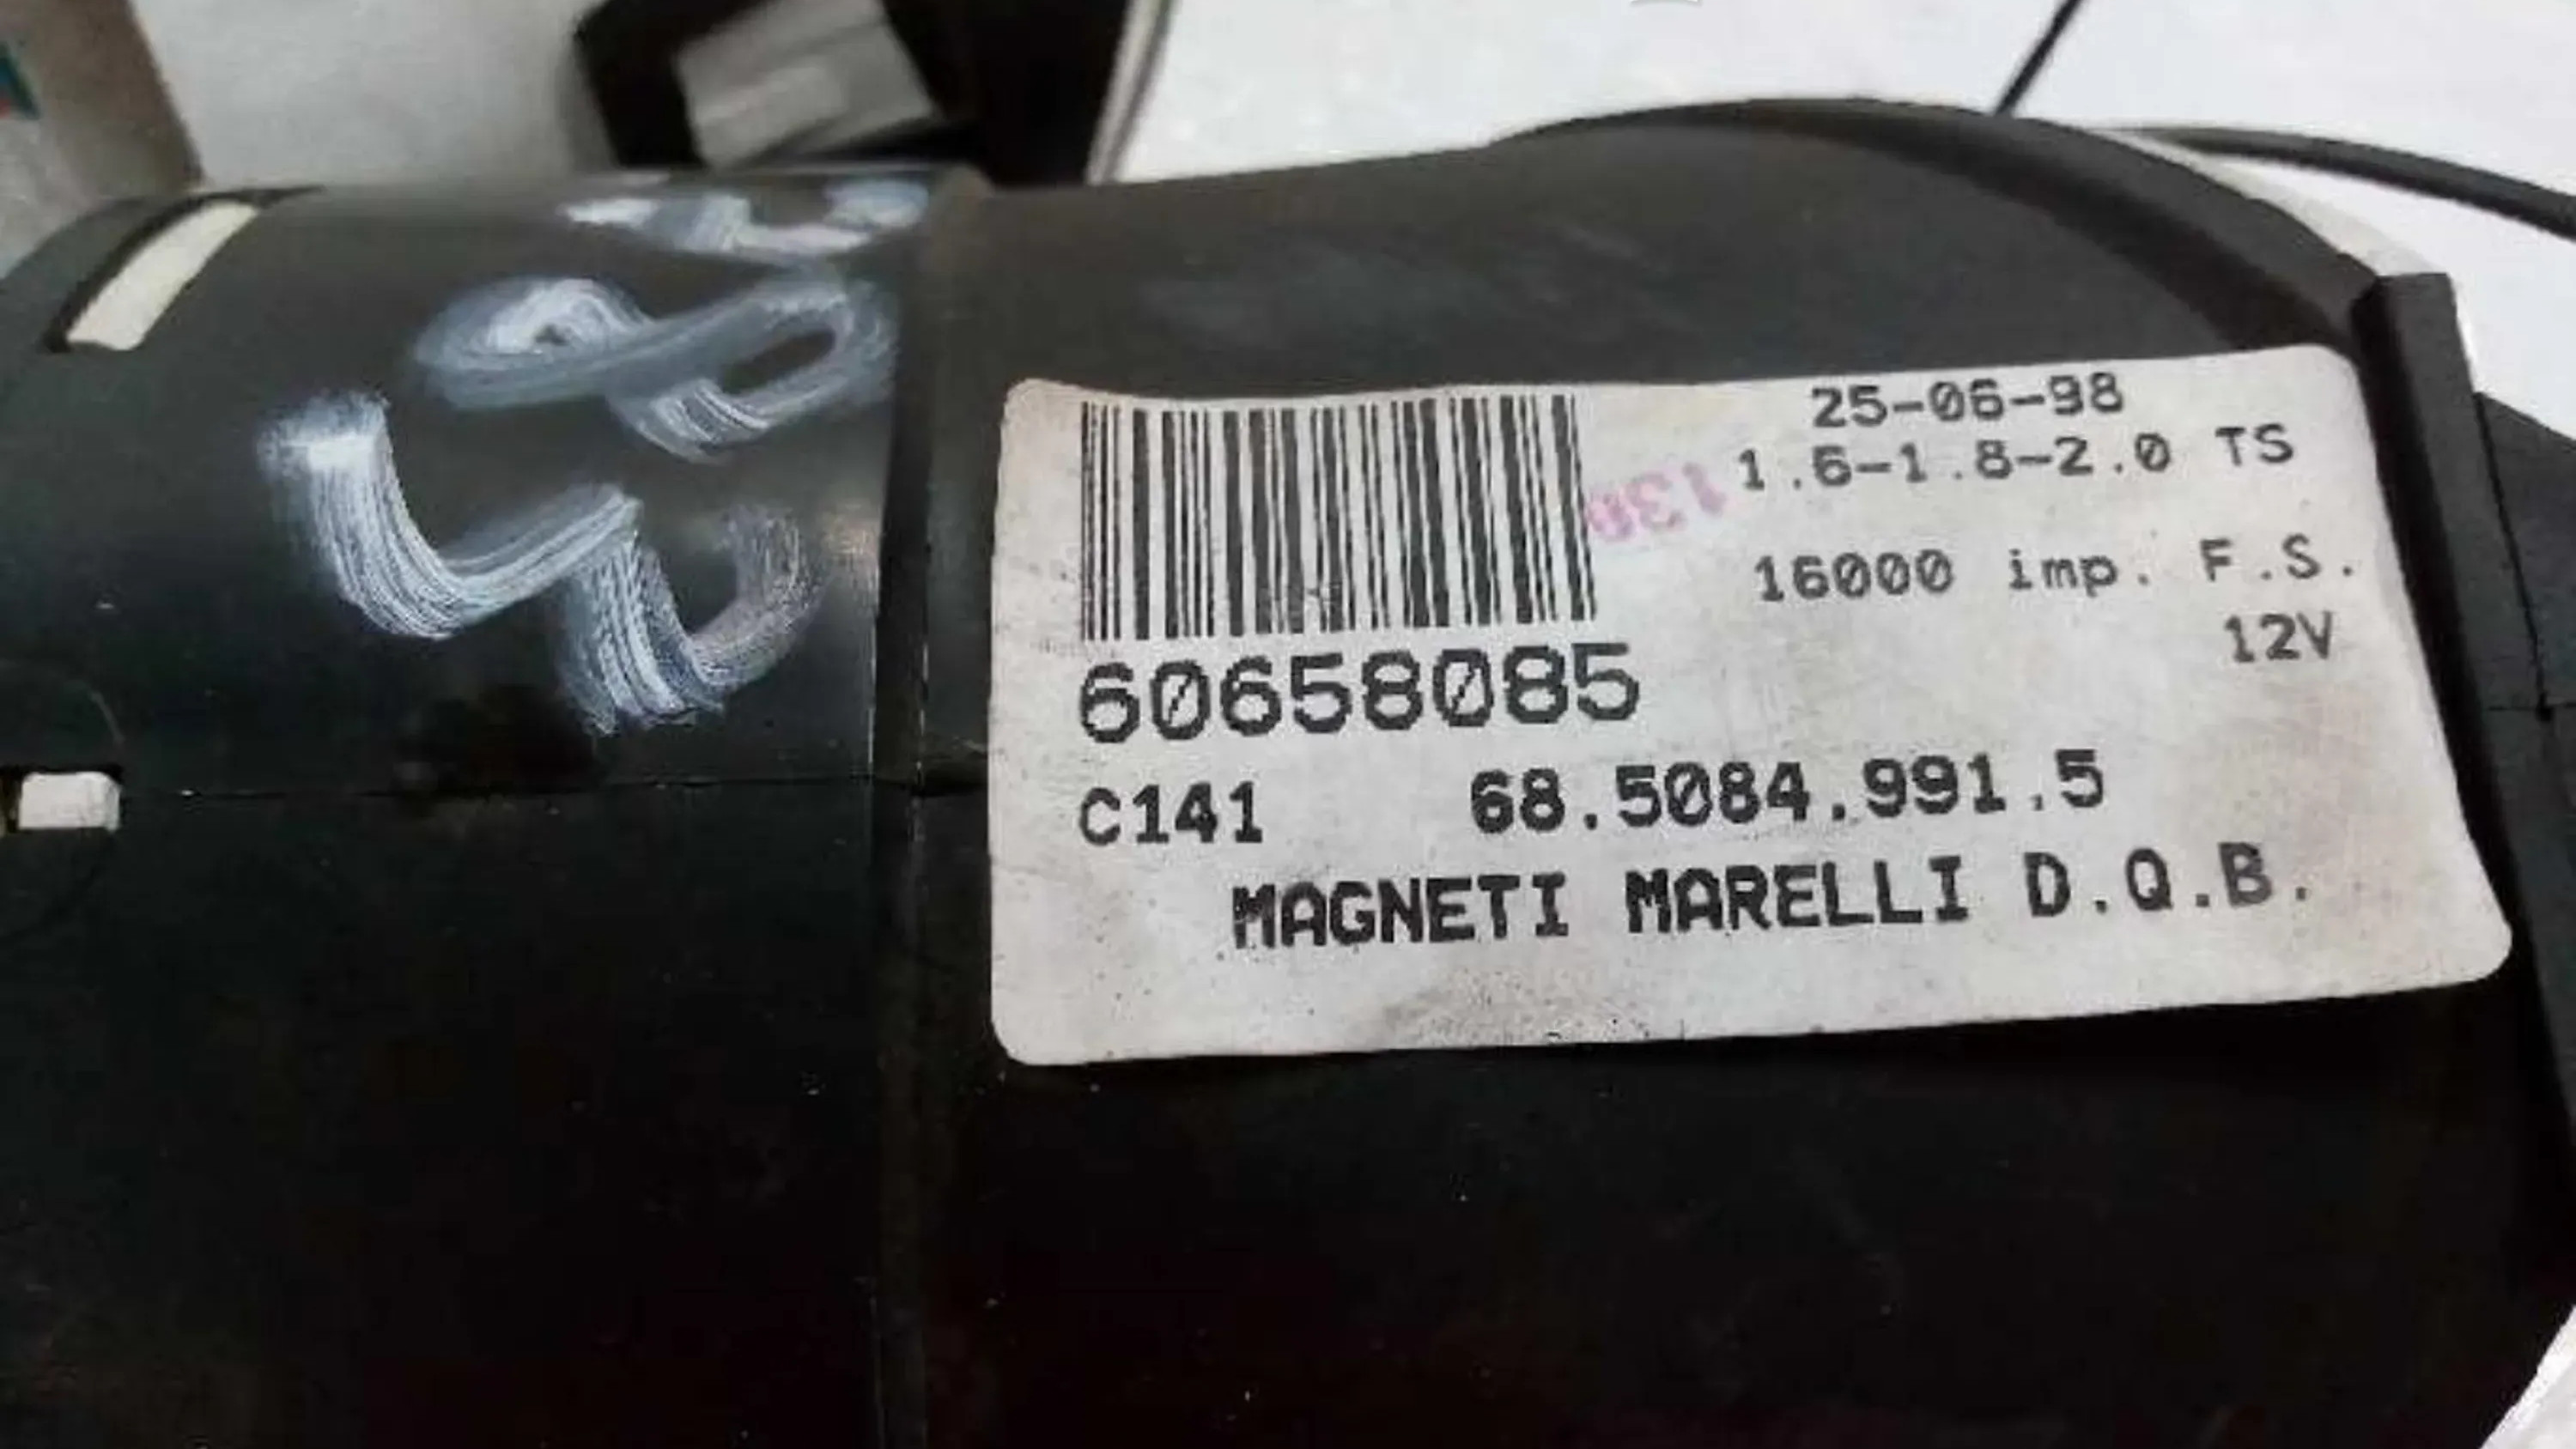 25-06-98
1.6-1.8-2.0 TS
130
16000 imp. F.S.
12V
60658085
C141 68.5084.991.5
MAGNETI MARELLI D.Q.B.